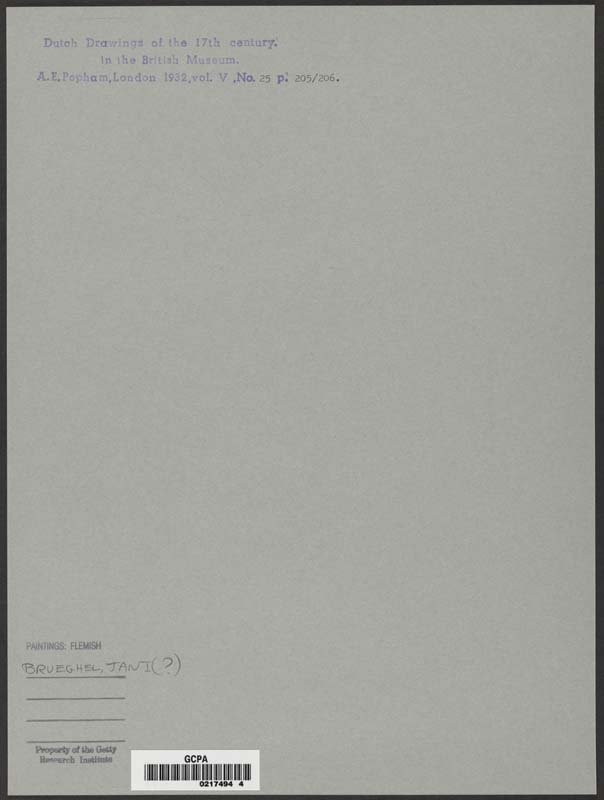 Dutch Drawings of the 17th century.
in the British Museum.
A.E.Popham,London 1932,vol. V ,No. 25 p. 205/206.
PAINTINGS: FLEMISH
BRUEGHEL, JAN I (?)
Property of the Getty
Research Institute
GCPA
0217494 4